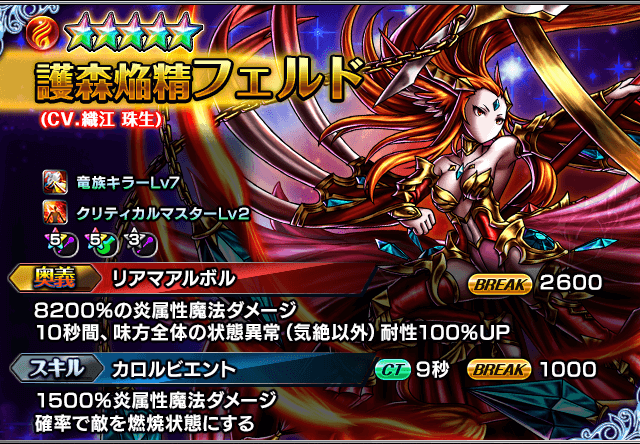 護森焔精フェルド
(CV.織江 珠生)
竜族キラーLv7
クリティカルマスターLv2
5 5 3
奥義 リアマアルボル BREAK 2600
8200%の炎属性魔法ダメージ
10秒間、味方全体の状態異常(気絶以外)耐性100%UP
スキル カロルビエント CT 9秒 BREAK 1000
1500%炎属性魔法ダメージ
確率で敵を燃焼状態にする